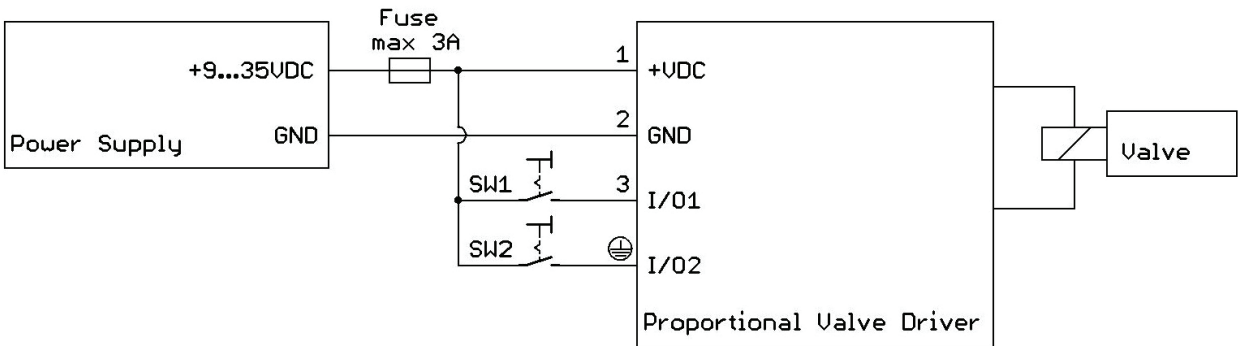 Fuse
max 3A
+9...35VDC
1
+VDC
GND
2
GND
Power Supply
Valve
SW1
3
I/O1
SW2
I/O2
Proportional Valve Driver